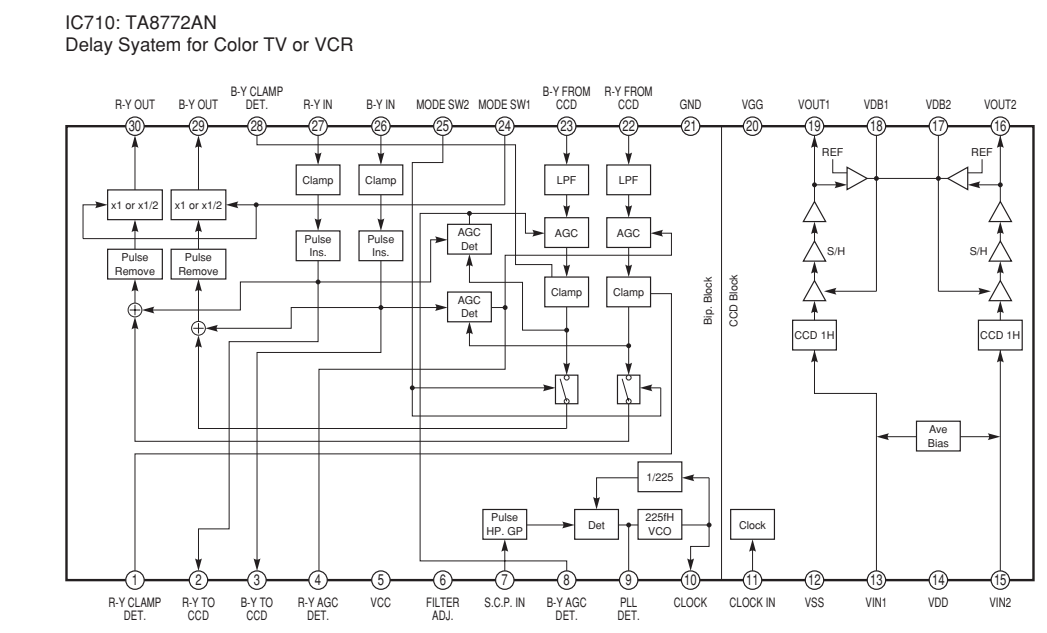 IC710: TA8772AN
Delay Syatem for Color TV or VCR
R-Y OUT B-Y OUT B-Y CLAMP DET. R-Y IN B-Y IN MODE SW2 MODE SW1 B-Y FROM CCD R-Y FROM CCD GND VGG VOUT1 VDB1 VDB2 VOUT2
30 29 28 27 26 25 24 23 22 21 20 19 18 17 16
REF REF
Clamp Clamp LPF LPF
x1 or x1/2 x1 or x1/2
Pulse Ins. Pulse Ins. AGC Det AGC AGC
Pulse Remove Pulse Remove S/H S/H
AGC Det Clamp Clamp
Bip. Block CCD Block
CCD 1H CCD 1H
Ave Bias
1/225
Pulse HP. GP Det 225fH VCO Clock
1 2 3 4 5 6 7 8 9 10 11 12 13 14 15
R-Y CLAMP DET. R-Y TO CCD B-Y TO CCD R-Y AGC DET. VCC FILTER ADJ. S.C.P. IN B-Y AGC DET. PLL DET. CLOCK CLOCK IN VSS VIN1 VDD VIN2